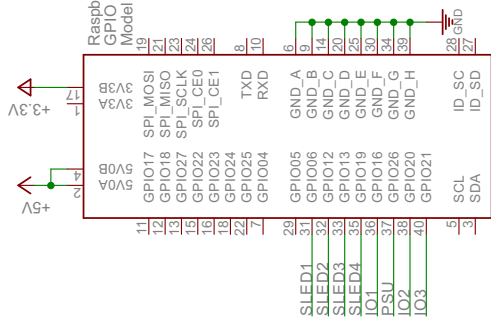 Raspb
GPIO
Model
19
21
23
24
26
8
10
6
9
14
20
25
30
34
39
28
27
GND
SPI_MOSI
SPI_MISO
SPI_SCLK
SPI_CE0
SPI_CE1
TXD
RXD
GND_A
GND_B
GND_C
GND_D
GND_E
GND_F
GND_G
GND_H
ID_SC
ID_SD
+3.3V
17
1
3V3B
3V3A
+5V
4
2
5V0B
5V0A
GPIO17
GPIO18
GPIO27
GPIO22
GPIO23
GPIO24
GPIO25
GPIO04
GPIO05
GPIO06
GPIO12
GPIO13
GPIO19
GPIO16
GPIO26
GPIO20
GPIO21
SCL
SDA
11
12
13
15
16
18
22
7
29
31
32
33
35
36
37
38
40
5
3
SLED1
SLED2
SLED3
SLED4
IO1
PSU
IO2
IO3